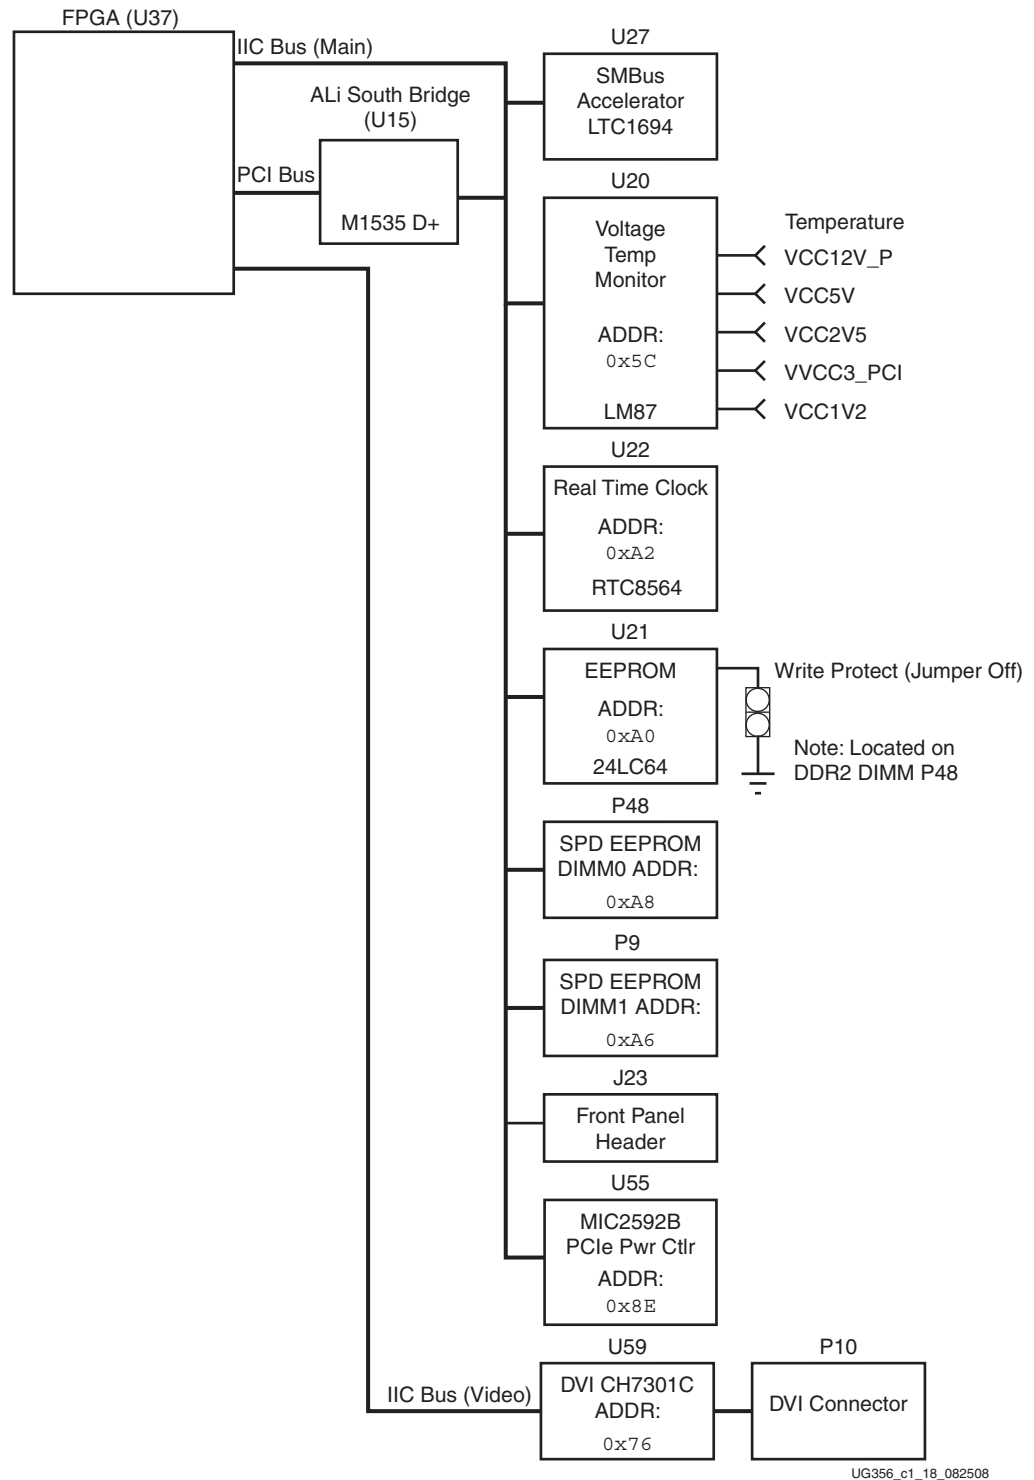 FPGA (U37)
IIC Bus (Main)
ALi South Bridge
(U15)
PCI Bus
M1535 D+
U27
SMBus
Accelerator
LTC1694
U20
Voltage
Temp
Monitor
ADDR:
0x5C
LM87
Temperature
VCC12V_P
VCC5V
VCC2V5
VVCC3_PCI
VCC1V2
U22
Real Time Clock
ADDR:
0xA2
RTC8564
U21
EEPROM
ADDR:
0xA0
24LC64
Write Protect (Jumper Off)
Note: Located on
DDR2 DIMM P48
P48
SPD EEPROM
DIMM0 ADDR:
0xA8
P9
SPD EEPROM
DIMM1 ADDR:
0xA6
J23
Front Panel
Header
U55
MIC2592B
PCIe Pwr Ctlr
ADDR:
0x8E
IIC Bus (Video)
U59
DVI CH7301C
ADDR:
0x76
P10
DVI Connector
UG356_c1_18_082508